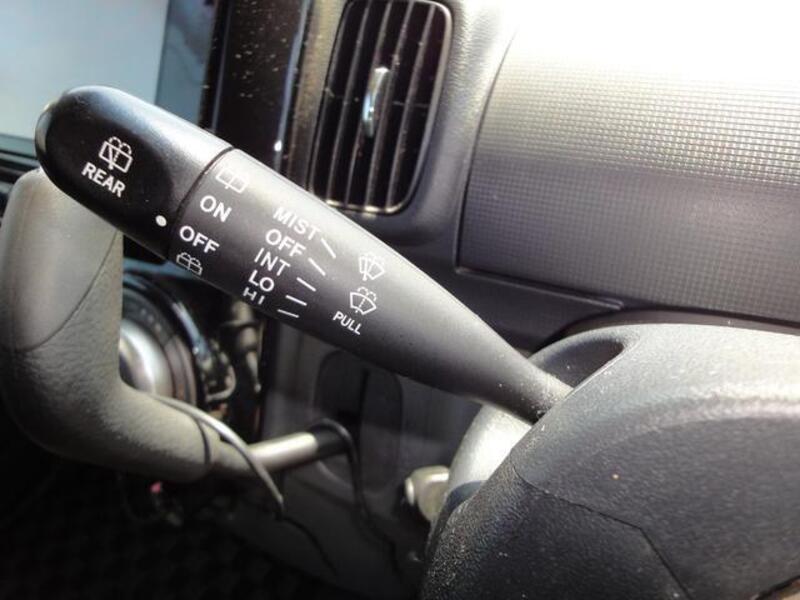 REAR
ON
OFF
MIST
OFF
INT
LO
HI
PULL